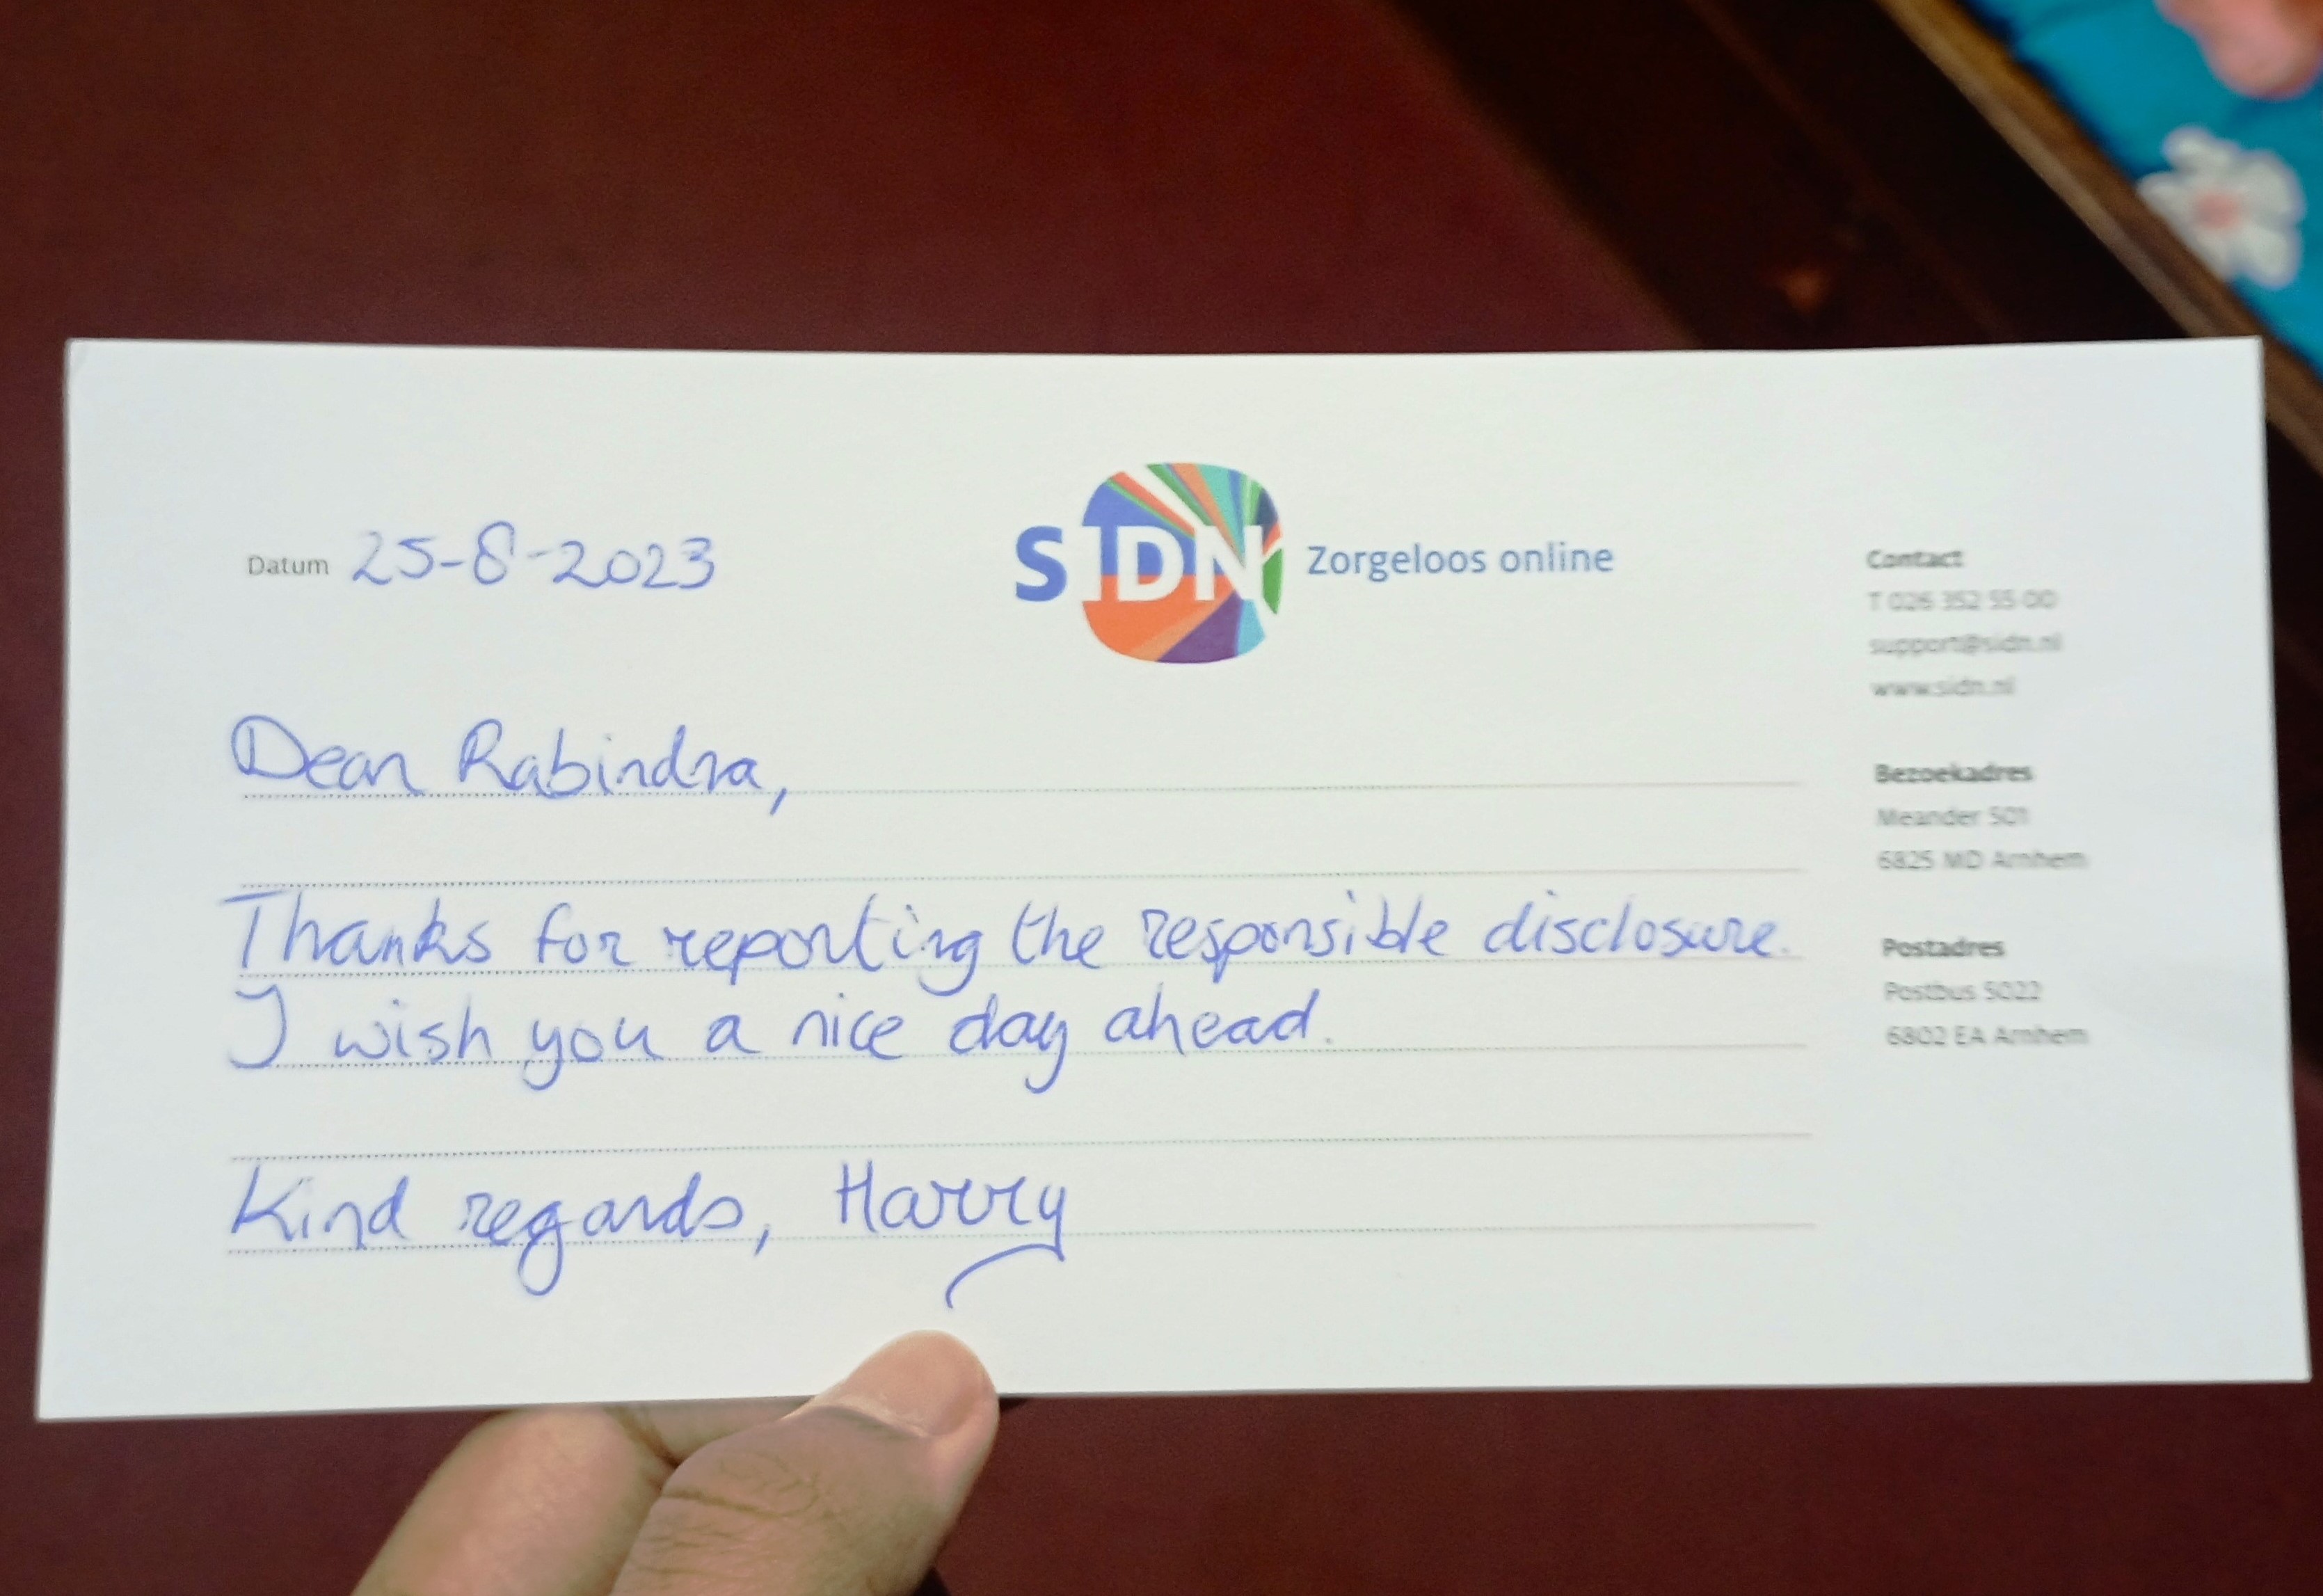 Datum 25-8-2023
SIDN Zorgeloos online
Dear Rabindra,
Thanks for reporting the responsible disclosure.
I wish you a nice day ahead.
Kind regards, Harry
Contact
T 026 352 55 00
support@sidn.nl
www.sidn.nl
Bezoekadres
Meander 501
6825 MD Arnhem
Postadres
Postbus 5022
6802 EA Arnhem